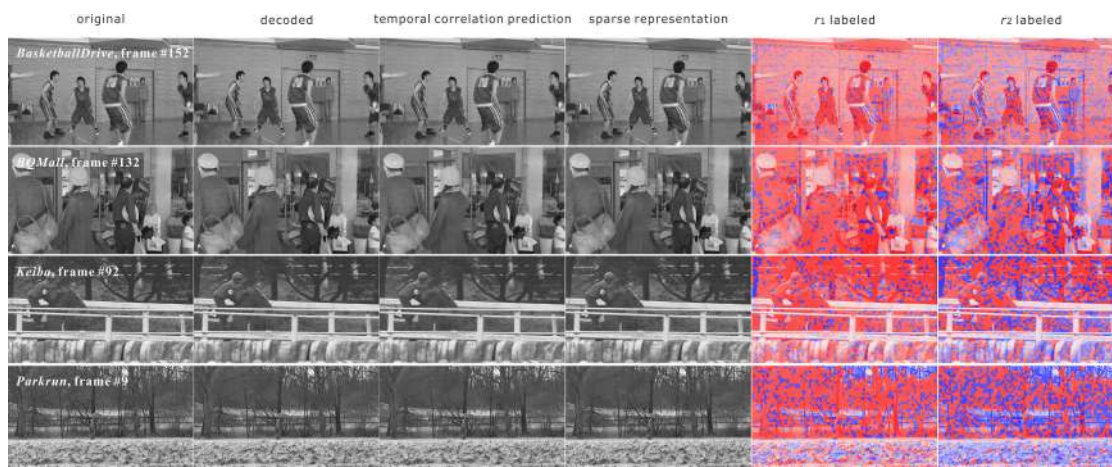 original decoded temporal correlation prediction sparse representation r1 labeled r2 labeled
BasketballDrive, frame #152
BQMall, frame #132
Keiba, frame #92
Parkrun, frame #9